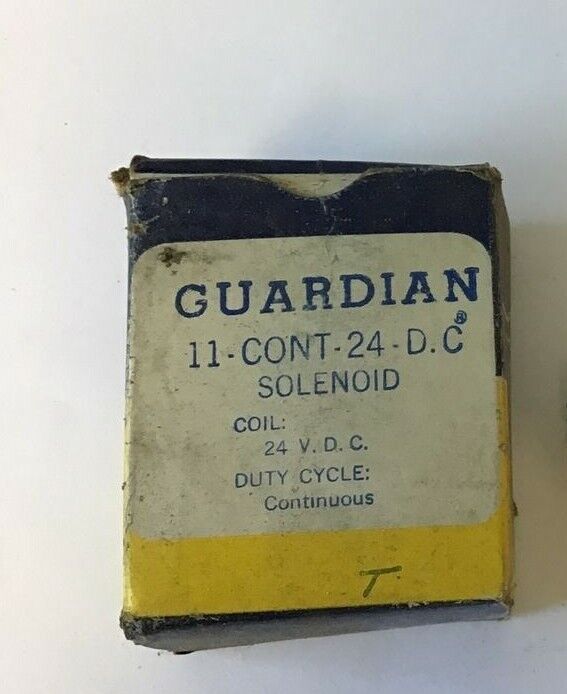 GUARDIAN®
11-CONT-24-D.C
SOLENOID
COIL:
24 V. D. C.
DUTY CYCLE:
Continuous
T